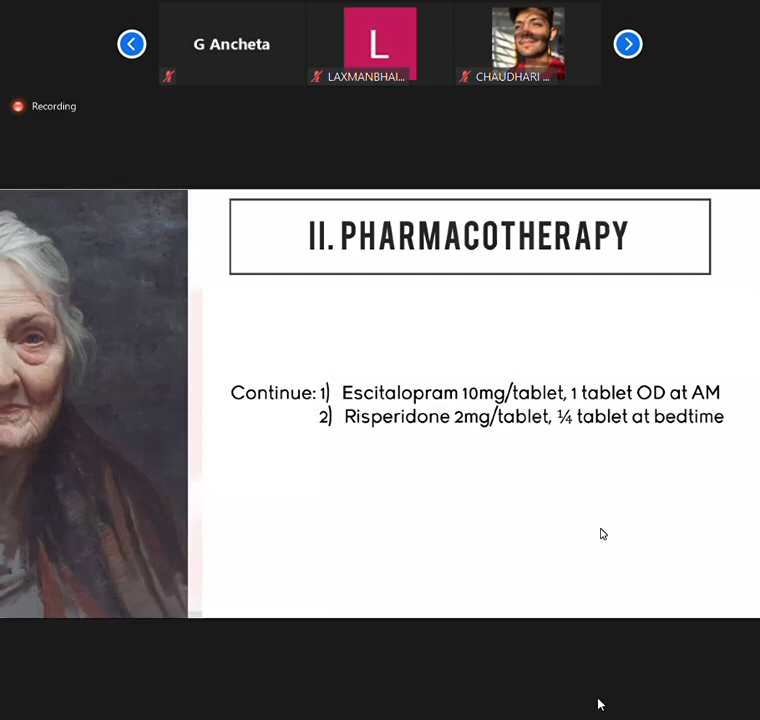 G Ancheta
L
LAXMANBHAI...
CHAUDHARI ...
Recording
II. PHARMACOTHERAPY
Continue: 1) Escitalopram 10mg/tablet, 1 tablet OD at AM
2) Risperidone 2mg/tablet, ¼ tablet at bedtime